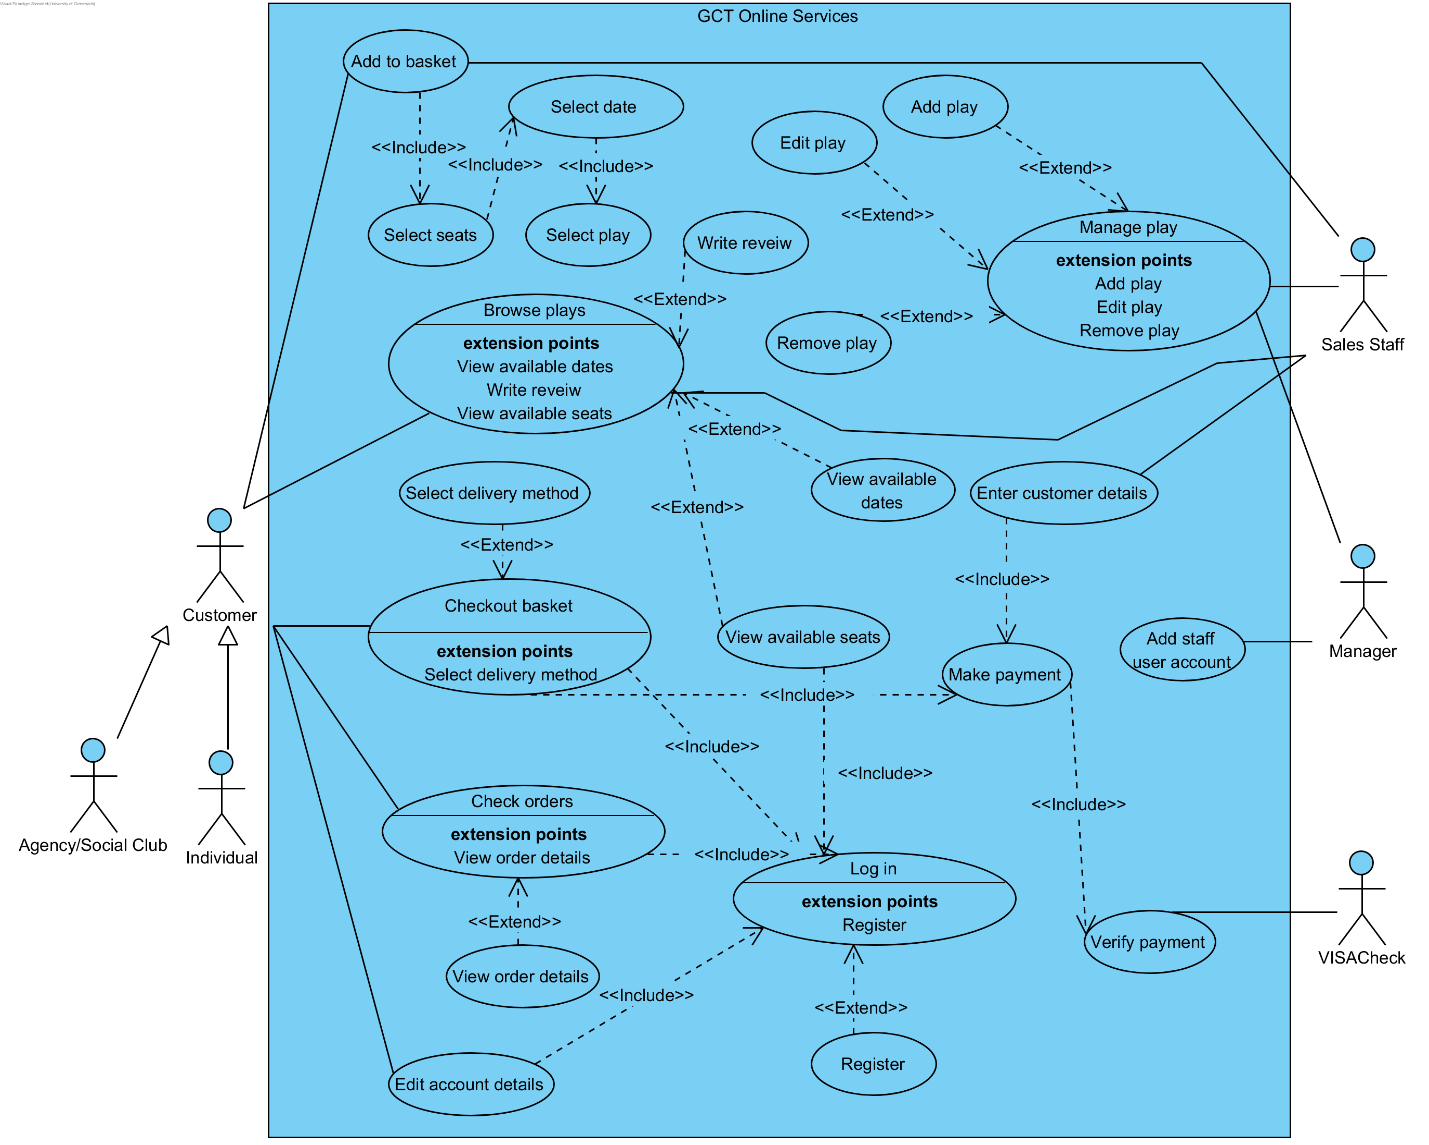 GCT Online Services
Add to basket
Select date
Add play
Edit play
<<Include>>
<<Include>>
<<Include>>
<<Extend>>
<<Extend>>
Select seats
Select play
Write reveiw
Manage play
extension points
Add play
Edit play
Remove play
<<Extend>>
Browse plays
extension points
View available dates
Write reveiw
View available seats
<<Extend>>
Remove play
Sales Staff
<<Extend>>
Select delivery method
View available
dates
Enter customer details
<<Extend>>
<<Extend>>
<<Include>>
Customer
Checkout basket
extension points
Select delivery method
View available seats
Make payment
Add staff
user account
Manager
<<Include>>
<<Include>>
<<Include>>
<<Include>>
Check orders
extension points
View order details
<<Include>>
Agency/Social Club
Individual
Log in
extension points
Register
<<Extend>>
View order details
<<Include>>
Verify payment
VISACheck
<<Extend>>
Register
Edit account details